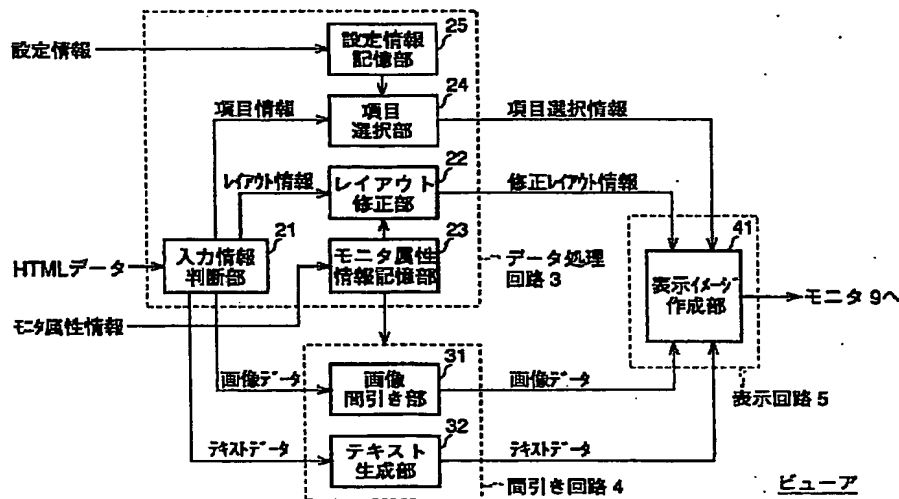 設定情報
設定情報
記憶部
25
24
項目情報
項目
選択部
項目選択情報
22
レイアウト情報
レイアウト
修正部
修正レイアウト情報
21
23
41
HTMLデータ
入力情報
判断部
モニタ属性
情報記憶部
データ処理
回路3
表示イメージ
作成部
モニタ9へ
モニタ属性情報
31
画像データ
画像
間引き部
画像データ
表示回路5
32
テキストデータ
テキスト
生成部
テキストデータ
間引き回路4
ビューア